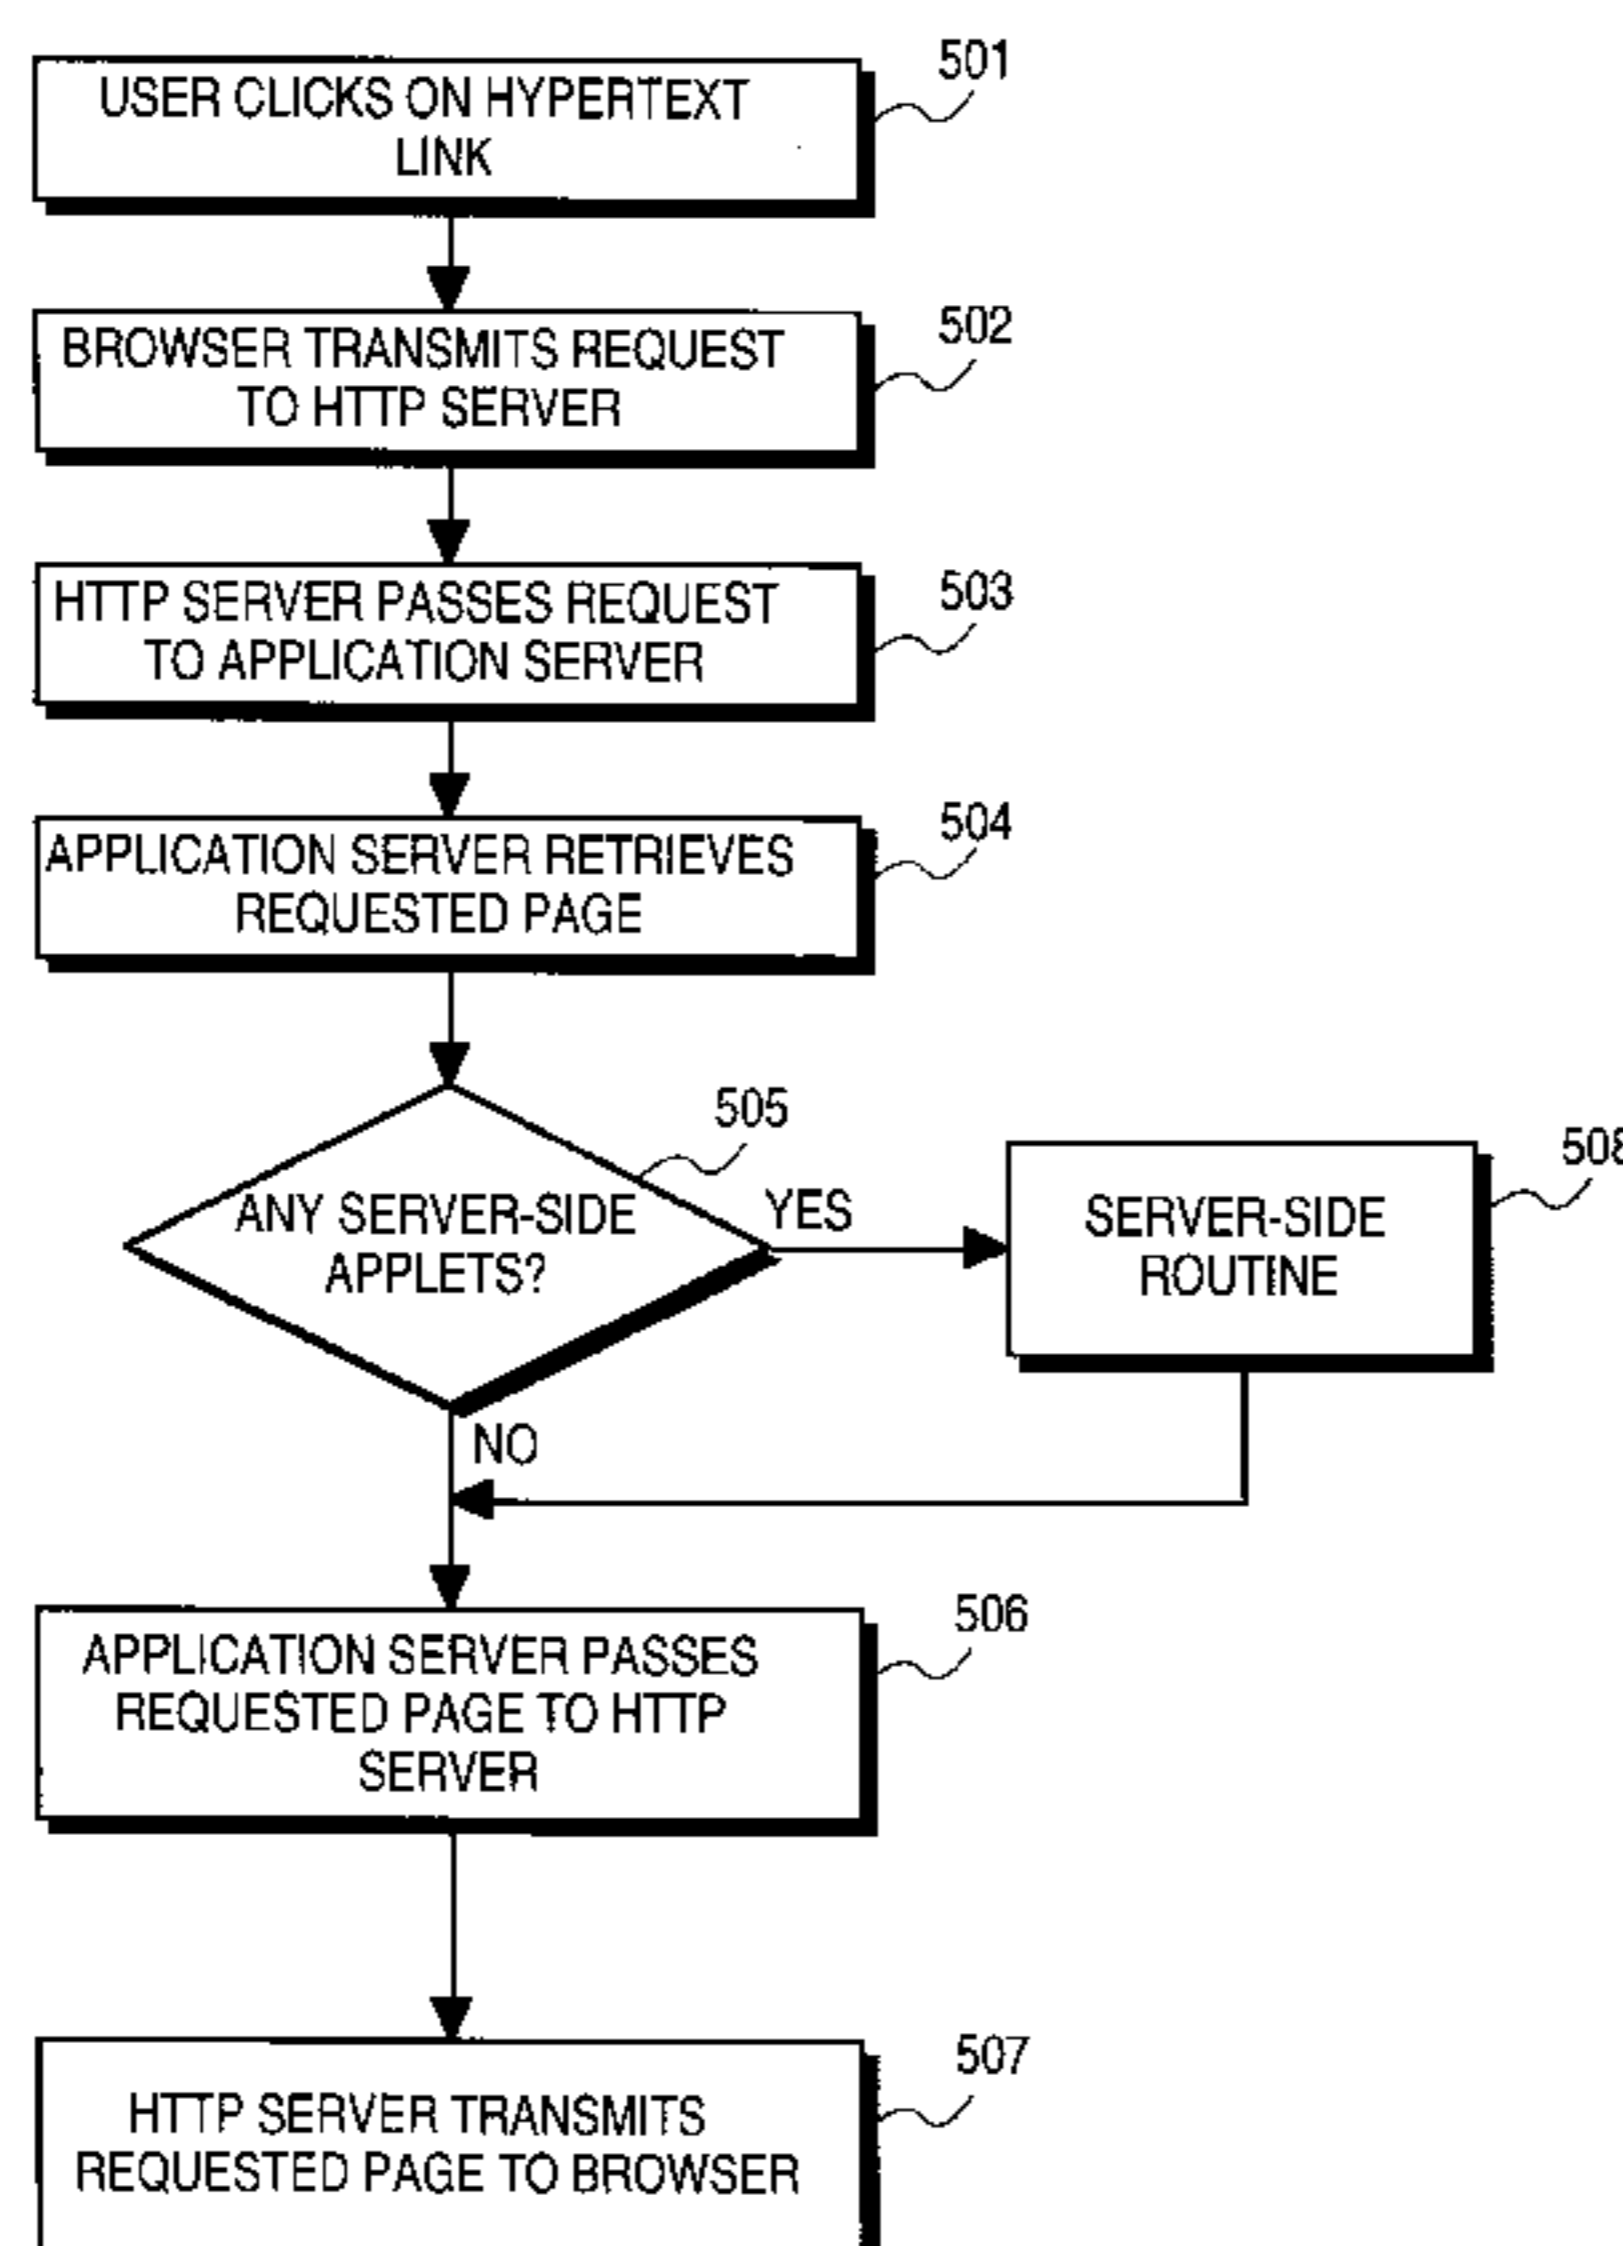 501
USER CLICKS ON HYPERTEXT
LINK
502
BROWSER TRANSMITS REQUEST
TO HTTP SERVER
503
HTTP SERVER PASSES REQUEST
TO APPLICATION SERVER
504
APPLICATION SERVER RETRIEVES
REQUESTED PAGE
505
ANY SERVER-SIDE
APPLETS?
YES
508
SERVER-SIDE
ROUTINE
NO
506
APPLICATION SERVER PASSES
REQUESTED PAGE TO HTTP
SERVER
507
HTTP SERVER TRANSMITS
REQUESTED PAGE TO BROWSER